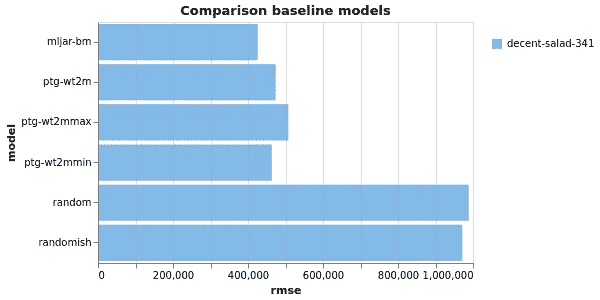 Comparison baseline models
decent-salad-341
model
mljar-bm
ptg-wt2m
ptg-wt2mmax
ptg-wt2mmin
random
randomish
0 200,000 400,000 600,000 800,000 1,000,000
rmse